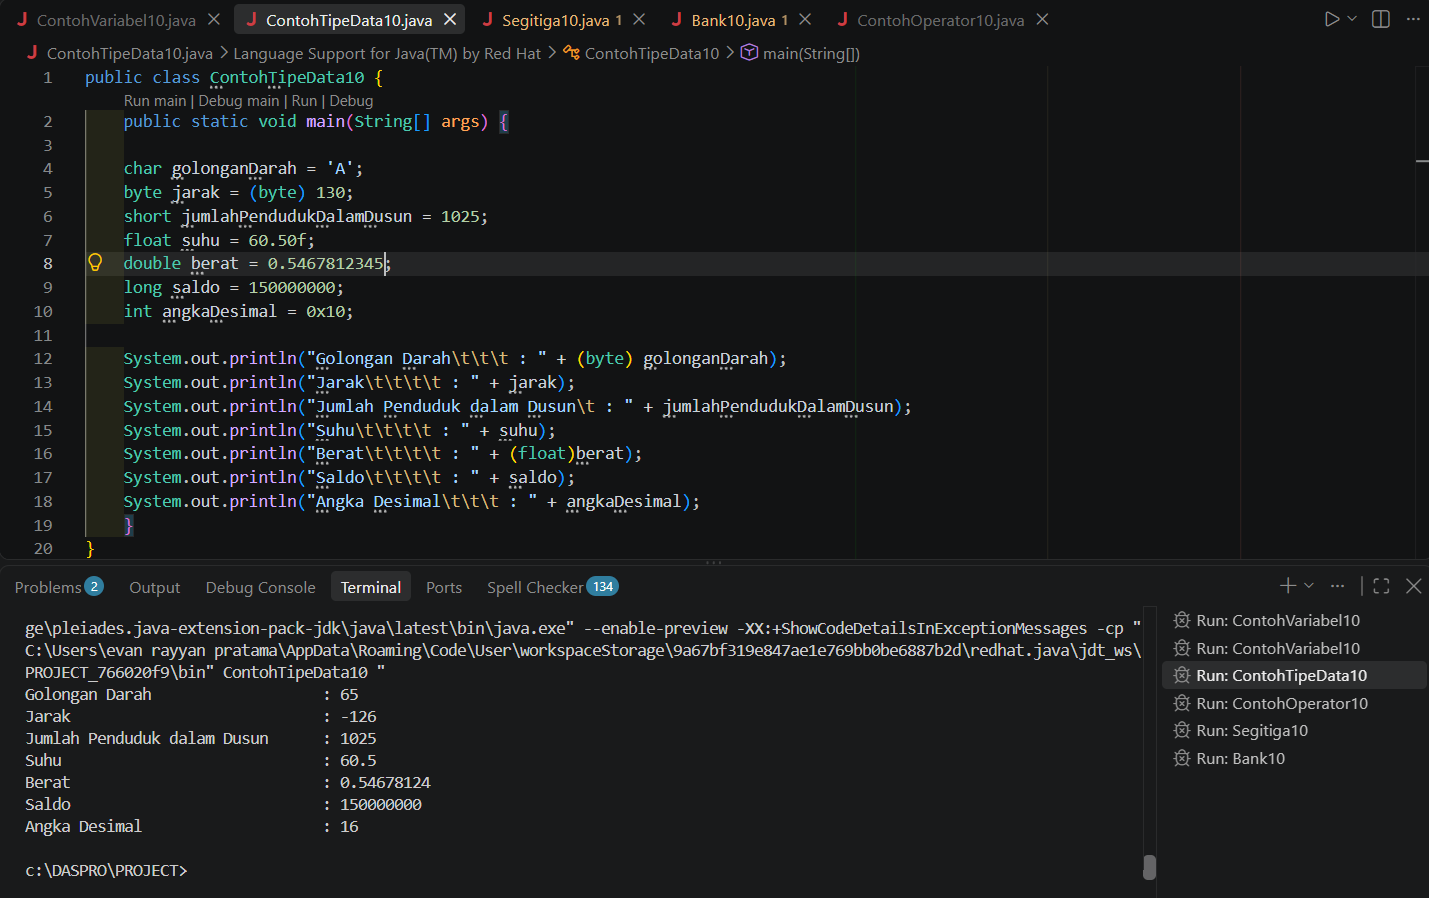 ContohVariabel10.java
ContohTipeData10.java
Segitiga10.java 1
Bank10.java 1
ContohOperator10.java
ContohTipeData10.java > Language Support for Java(TM) by Red Hat > ContohTipeData10 > main(String[])
1 public class ContohTipeData10 {
Run main | Debug main | Run | Debug
2 public static void main(String[] args) {
3
4 char golonganDarah = 'A';
5 byte jarak = (byte) 130;
6 short jumlahPendudukDalamDusun = 1025;
7 float suhu = 60.50f;
8 double berat = 0.5467812345;
9 long saldo = 150000000;
10 int angkaDesimal = 0x10;
11
12 System.out.println("Golongan Darah\t\t\t : " + (byte) golonganDarah);
13 System.out.println("Jarak\t\t\t\t : " + jarak);
14 System.out.println("Jumlah Penduduk dalam Dusun\t : " + jumlahPendudukDalamDusun);
15 System.out.println("Suhu\t\t\t\t : " + suhu);
16 System.out.println("Berat\t\t\t\t : " + (float)berat);
17 System.out.println("Saldo\t\t\t\t : " + saldo);
18 System.out.println("Angka Desimal\t\t\t : " + angkaDesimal);
19 }
20 }
Problems 2 Output Debug Console Terminal Ports Spell Checker 134
ge\pleiades.java-extension-pack-jdk\java\latest\bin\java.exe" --enable-preview -XX:+ShowCodeDetailsInExceptionMessages -cp "
C:\Users\evan rayyan pratama\AppData\Roaming\Code\User\workspaceStorage\9a67bf319e847ae1e769bb0be6887b2d\redhat.java\jdt_ws\
PROJECT_766020f9\bin" ContohTipeData10 "
Golongan Darah : 65
Jarak : -126
Jumlah Penduduk dalam Dusun : 1025
Suhu : 60.5
Berat : 0.54678124
Saldo : 150000000
Angka Desimal : 16
c:\DASPRO\PROJECT>
Run: ContohVariabel10
Run: ContohVariabel10
Run: ContohTipeData10
Run: ContohOperator10
Run: Segitiga10
Run: Bank10